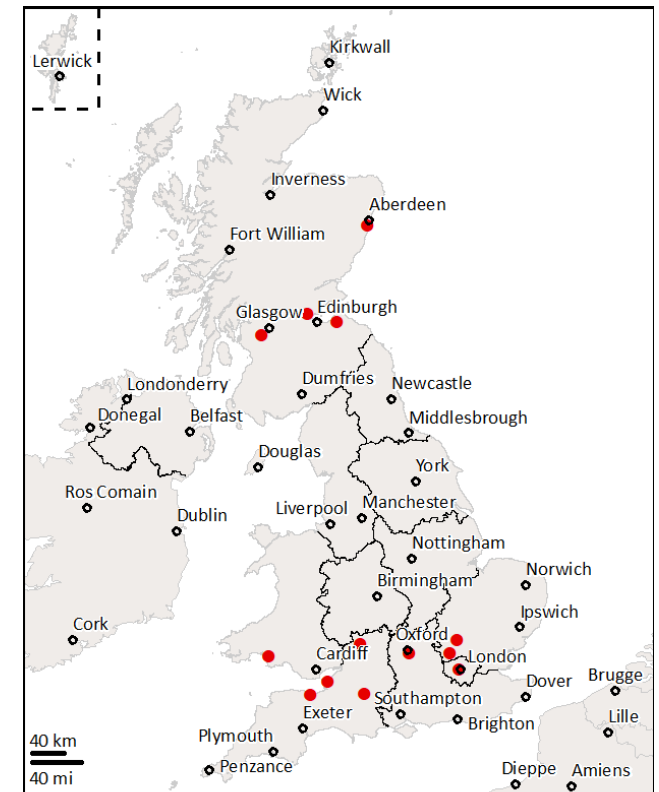 Kirkwall
Lerwick
Wick
Inverness
Aberdeen
Fort William
Glasgow
Edinburgh
Londonderry
Dumfries
Newcastle
Donegal
Belfast
Middlesbrough
Douglas
York
Ros Comain
Liverpool
Manchester
Dublin
Nottingham
Norwich
Birmingham
Ipswich
Cork
Oxford
Cardiff
London
Dover
Brugge
Southampton
Exeter
Brighton
Lille
Plymouth
40 km
Penzance
Dieppe
Amiens
40 mi